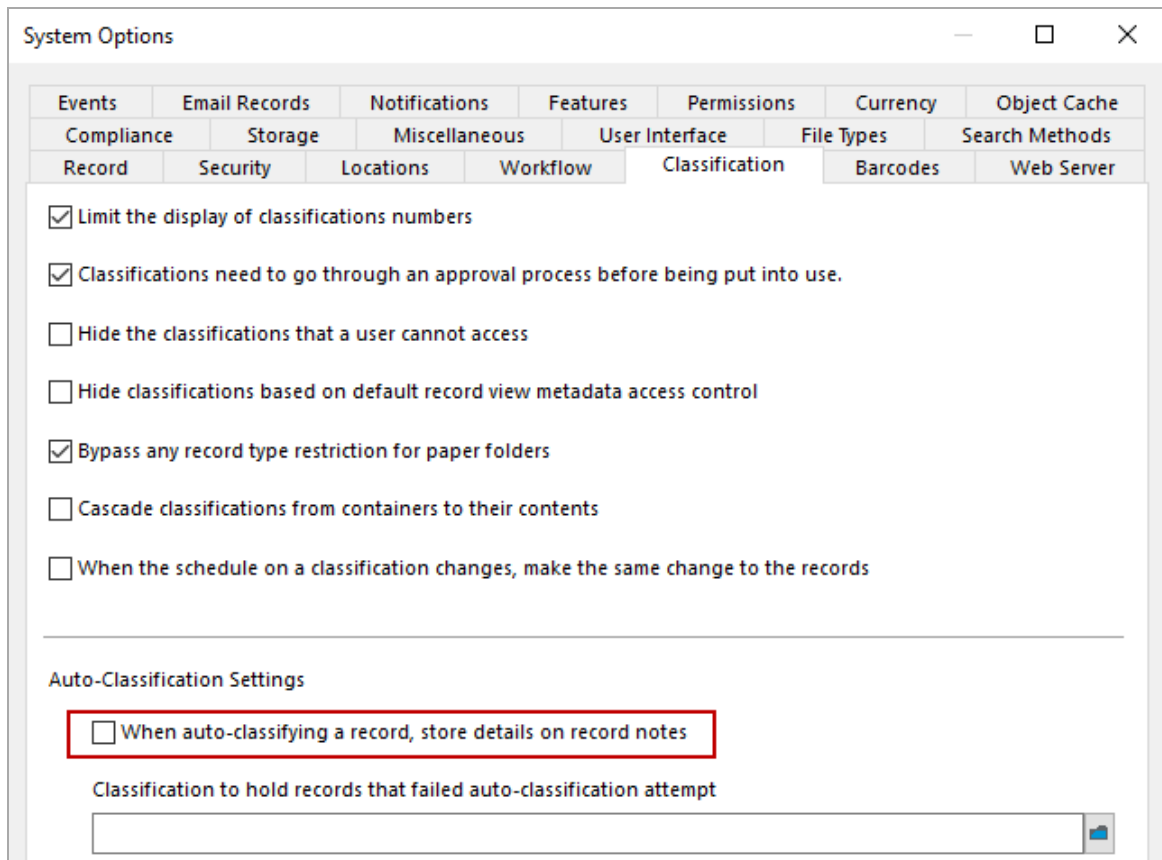 System Options
Events Email Records Notifications Features Permissions Currency Object Cache
Compliance Storage Miscellaneous User Interface File Types Search Methods
Record Security Locations Workflow Classification Barcodes Web Server
Limit the display of classifications numbers
Classifications need to go through an approval process before being put into use.
Hide the classifications that a user cannot access
Hide classifications based on default record view metadata access control
Bypass any record type restriction for paper folders
Cascade classifications from containers to their contents
When the schedule on a classification changes, make the same change to the records
Auto-Classification Settings
When auto-classifying a record, store details on record notes
Classification to hold records that failed auto-classification attempt